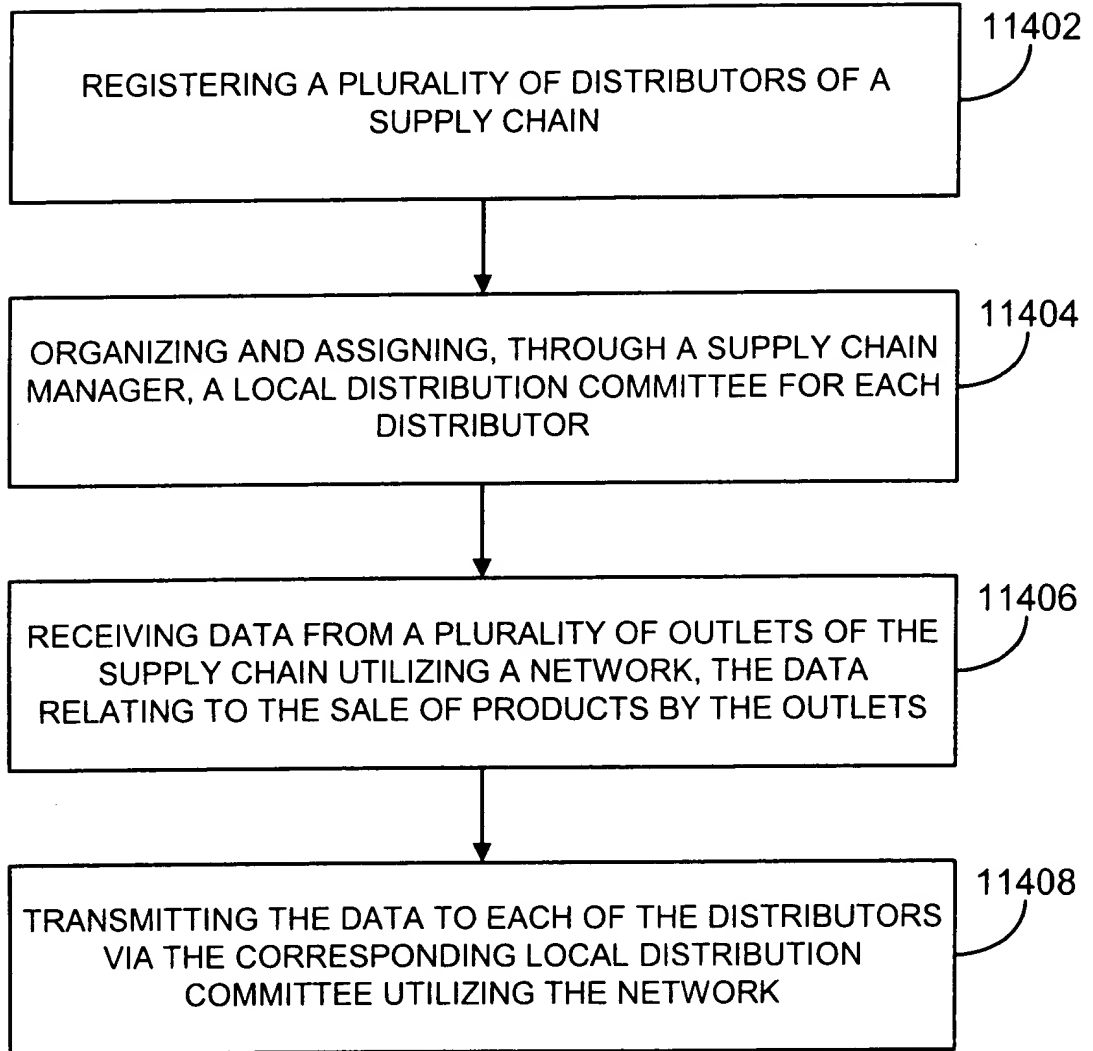 11402
REGISTERING A PLURALITY OF DISTRIBUTORS OF A
SUPPLY CHAIN
11404
ORGANIZING AND ASSIGNING, THROUGH A SUPPLY CHAIN
MANAGER, A LOCAL DISTRIBUTION COMMITTEE FOR EACH
DISTRIBUTOR
11406
RECEIVING DATA FROM A PLURALITY OF OUTLETS OF THE
SUPPLY CHAIN UTILIZING A NETWORK, THE DATA
RELATING TO THE SALE OF PRODUCTS BY THE OUTLETS
11408
TRANSMITTING THE DATA TO EACH OF THE DISTRIBUTORS
VIA THE CORRESPONDING LOCAL DISTRIBUTION
COMMITTEE UTILIZING THE NETWORK